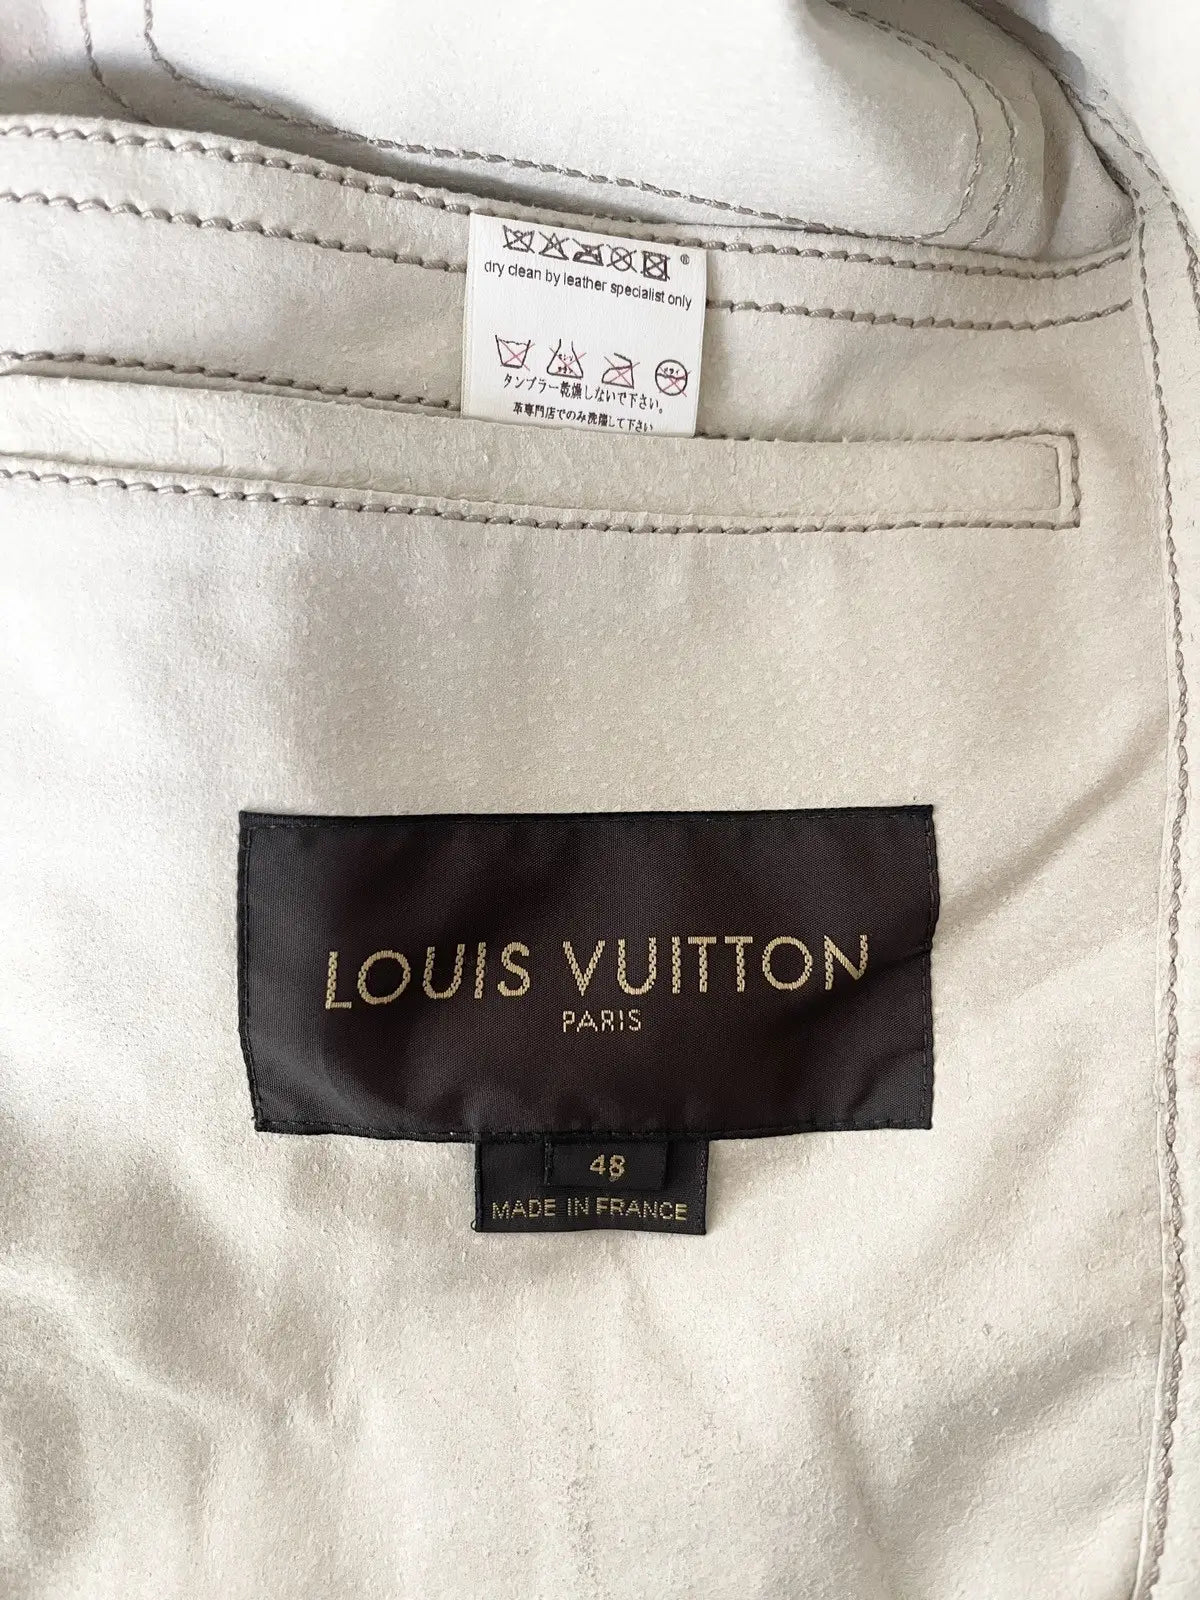 ®
dry clean by leather specialist only
タンブラー乾燥しないで下さい。
革専門店でのみ洗濯して下さい
LOUIS VUITTON
PARIS
48
MADE IN FRANCE